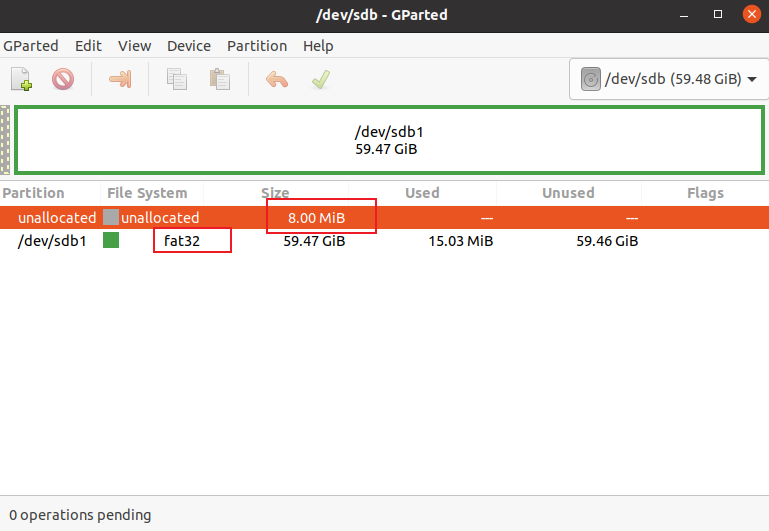 /dev/sdb - GParted
GParted Edit View Device Partition Help
/dev/sdb (59.48 GiB)
/dev/sdb1
59.47 GiB
Partition File System Size Used Unused Flags
unallocated unallocated 8.00 MiB --- ---
/dev/sdb1 fat32 59.47 GiB 15.03 MiB 59.46 GiB
0 operations pending